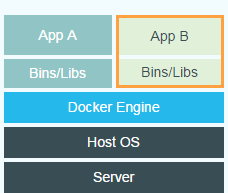 App A
App B
Bins/Libs
Bins/Libs
Docker Engine
Host OS
Server